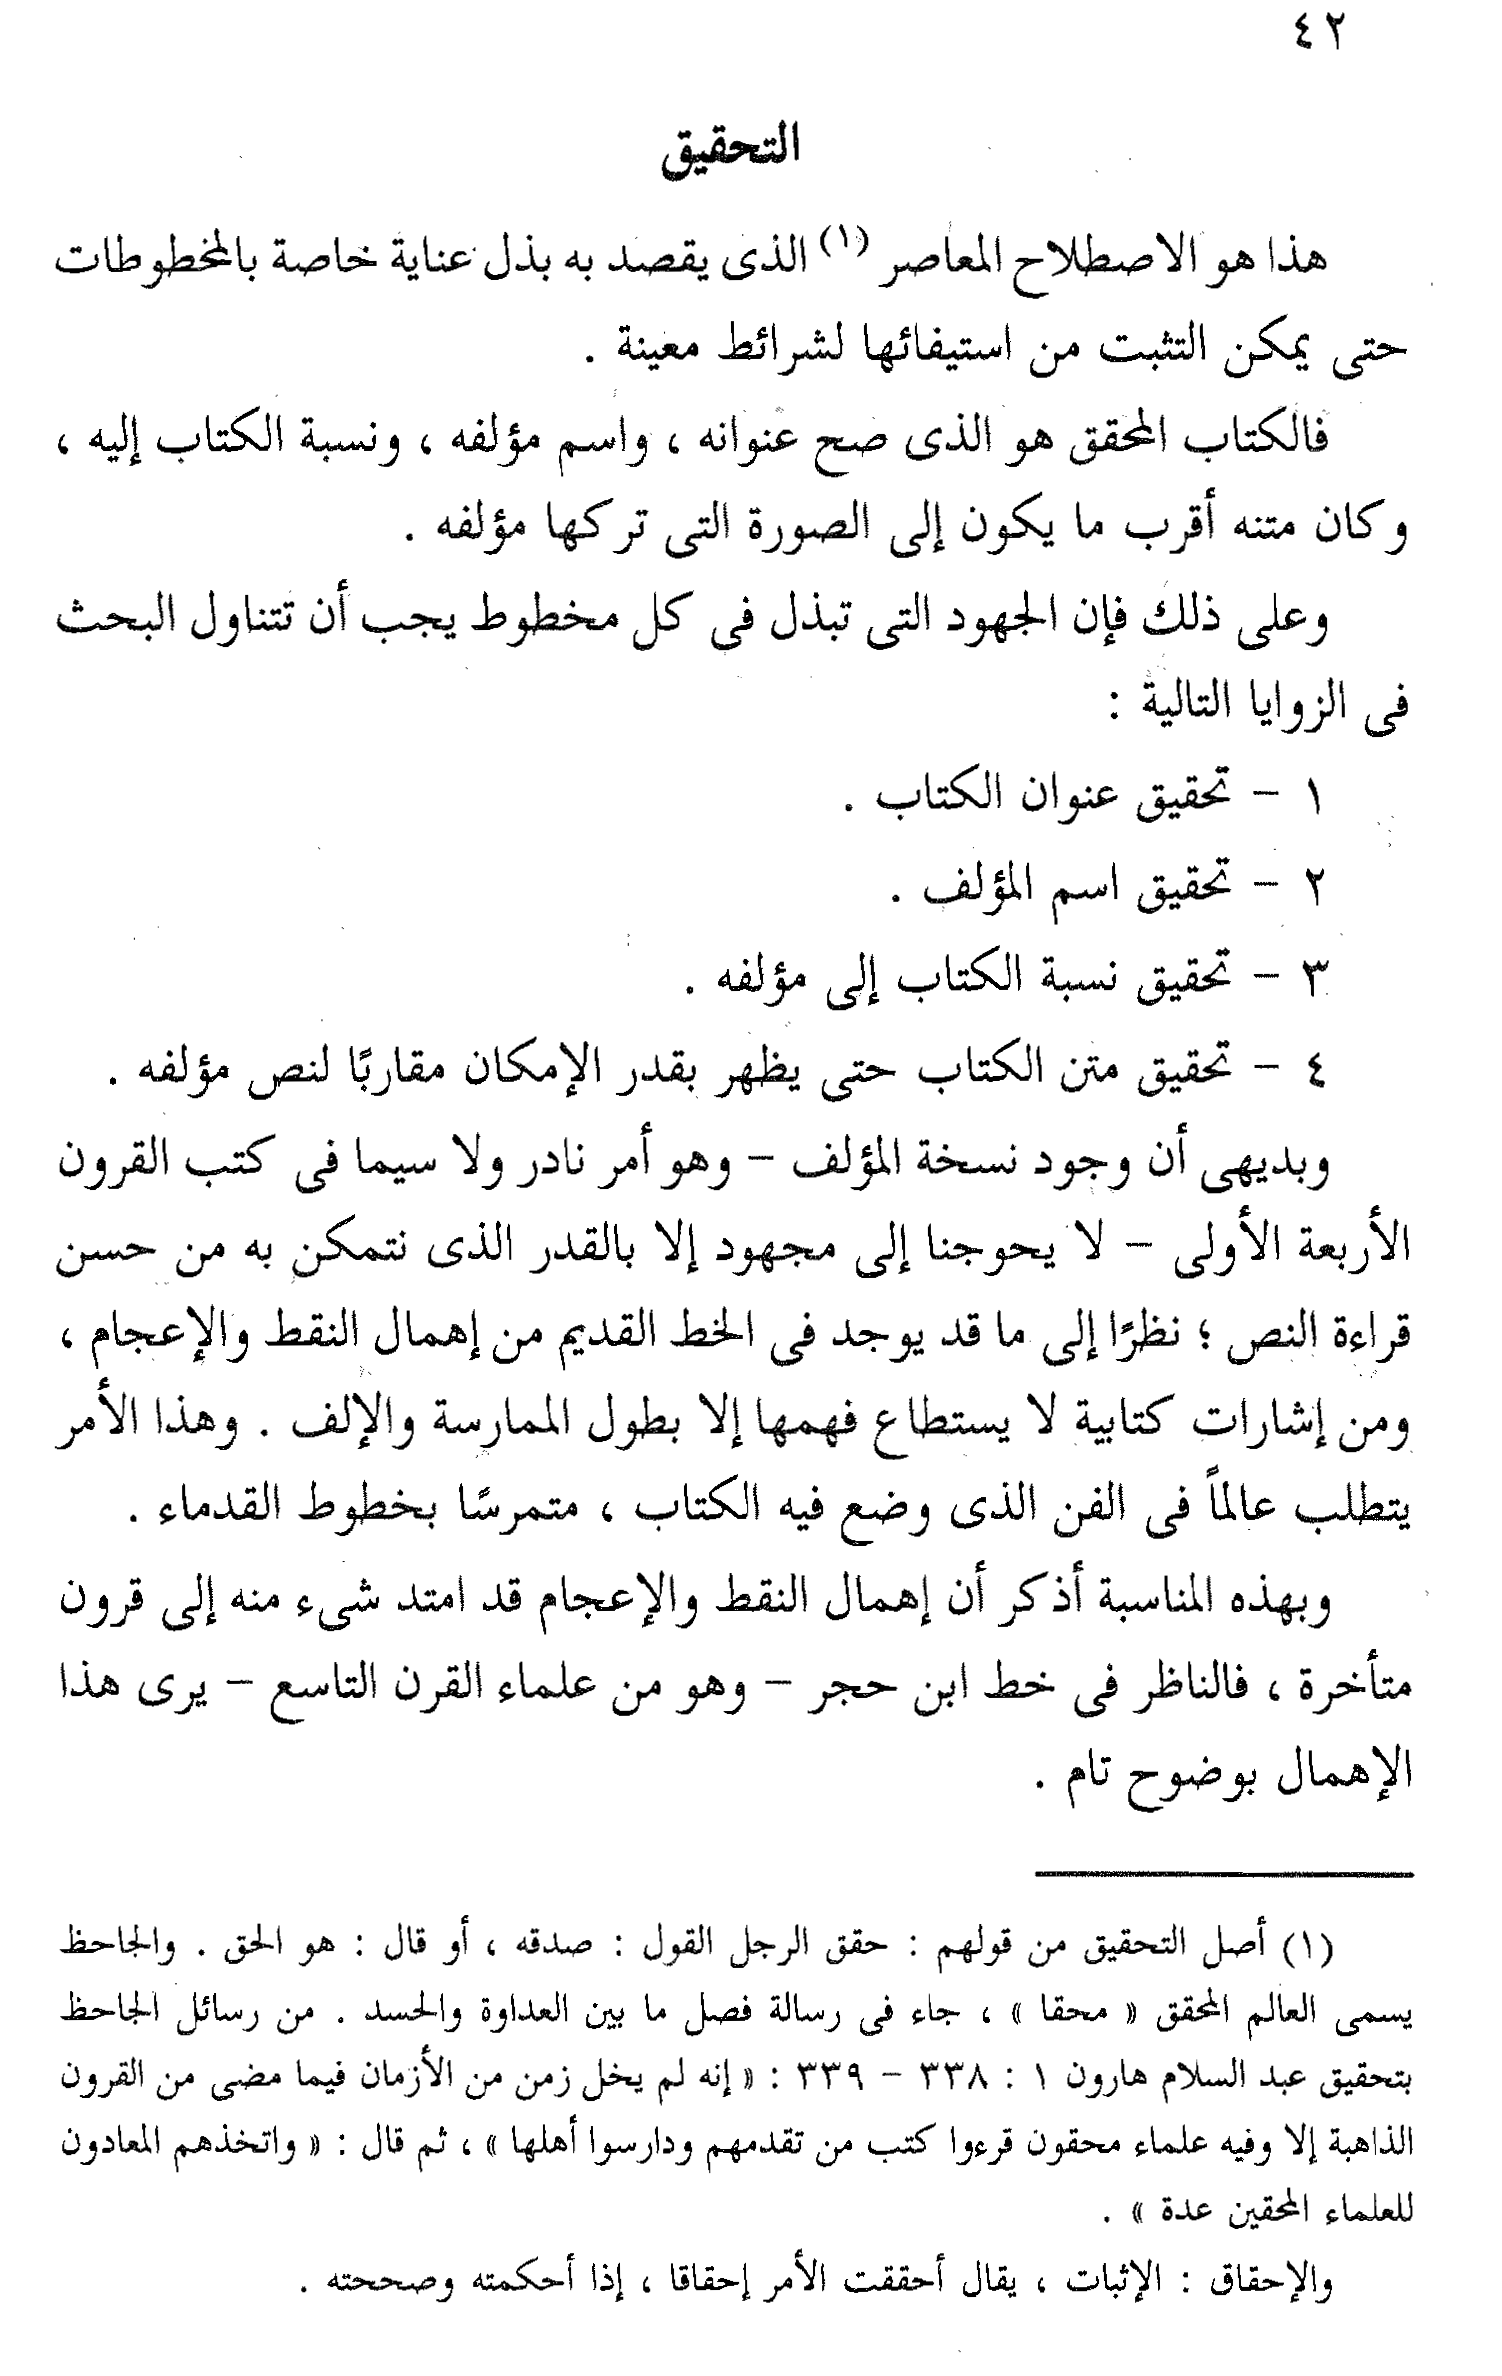 ٤٢
التحقيق
هذا هو الاصطلاح المعاصر (١) الذى يقصد به بذل عناية خاصة بالمخطوطات
حتى يمكن التثبت من استيفائها لشرائط معينة .
فالكتاب المحقق هو الذى صح عنوانه ، واسم مؤلفه ، ونسبة الكتاب إليه ،
وكان متنه أقرب ما يكون إلى الصورة التى تركها مؤلفه .
وعلى ذلك فإن الجهود التى تبذل فى كل مخطوط يجب أن تتناول البحث
فى الزوايا التالية :
١ – تحقيق عنوان الكتاب .
٢ – تحقيق اسم المؤلف .
٣ – تحقيق نسبة الكتاب إلى مؤلفه .
٤ – تحقيق متن الكتاب حتى يظهر بقدر الإمكان مقاربًا لنص مؤلفه .
وبديهى أن وجود نسخة المؤلف – وهو أمر نادر ولا سيما فى كتب القرون
الأربعة الأولى – لا يحوجنا إلى مجهود إلا بالقدر الذى نتمكن به من حسن
قراءة النص ؛ نظرًا إلى ما قد يوجد فى الخط القديم من إهمال النقط والإعجام ،
ومن إشارات كتابية لا يستطاع فهمها إلا بطول الممارسة والإلف . وهذا الأمر
يتطلب عالماً فى الفن الذى وضع فيه الكتاب ، متمرسًا بخطوط القدماء .
وبهذه المناسبة أذكر أن إهمال النقط والإعجام قد امتد شىء منه إلى قرون
متأخرة ، فالناظر فى خط ابن حجر – وهو من علماء القرن التاسع – يرى هذا
الإهمال بوضوح تام .
(١) أصل التحقيق من قولهم : حقق الرجل القول : صدقه ، أو قال : هو الحق . والجاحظ
يسمى العالم المحقق « محقا » ، جاء فى رسالة فصل ما بين العداوة والحسد . من رسائل الجاحظ
بتحقيق عبد السلام هارون ١ : ٣٣٨ – ٣٣٩ : « إنه لم يخل زمن من الأزمان فيما مضى من القرون
الذاهبة إلا وفيه علماء محقون قرءوا كتب من تقدمهم ودارسوا أهلها » ، ثم قال : « واتخذهم المعادون
للعلماء المحقين عدة » .
والإحقاق : الإثبات ، يقال أحققت الأمر إحقاقا ، إذا أحكمته وصححته .